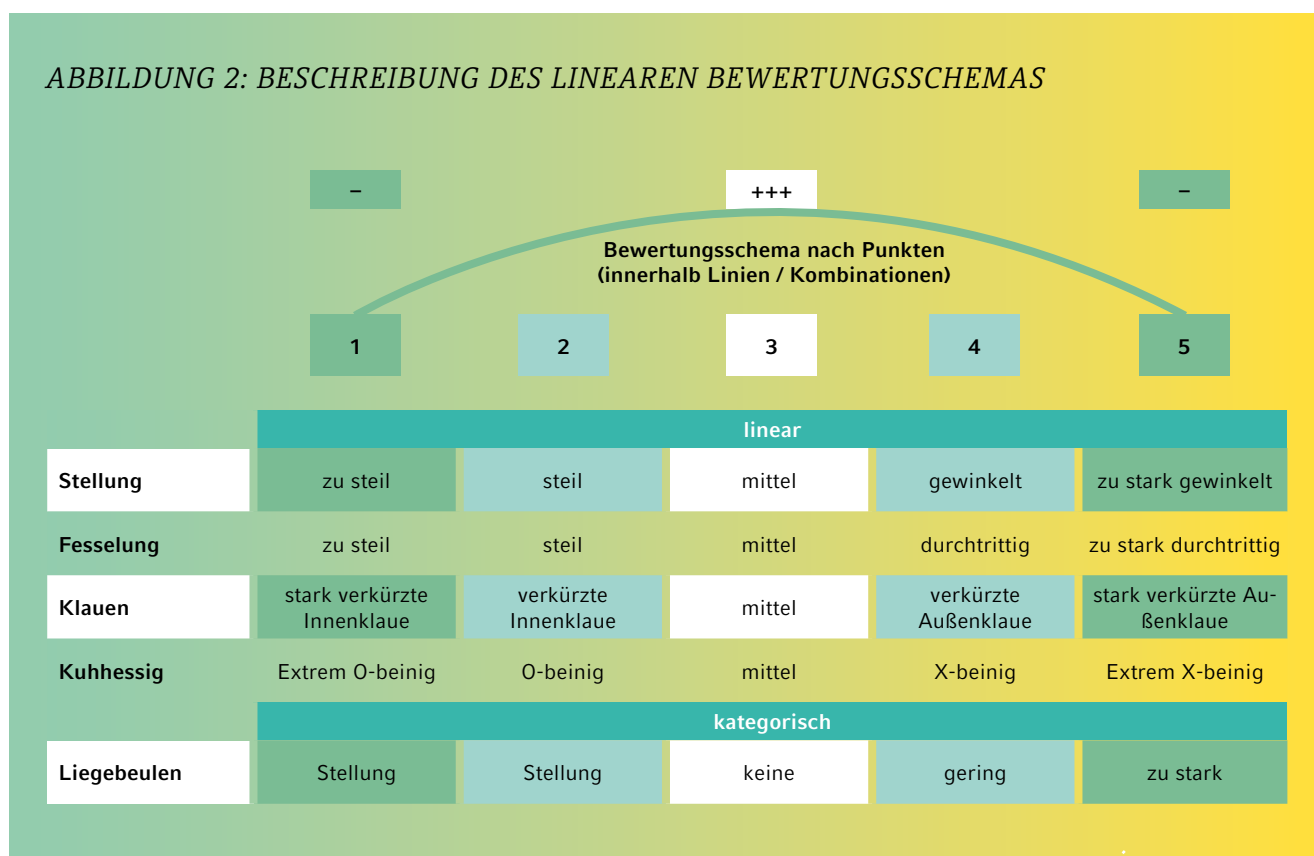 ABBILDUNG 2: BESCHREIBUNG DES LINEAREN BEWERTUNGSSCHEMAS
– +++ –
Bewertungsschema nach Punkten
(innerhalb Linien / Kombinationen)
1 2 3 4 5
linear
Stellung zu steil steil mittel gewinkelt zu stark gewinkelt
Fesselung zu steil steil mittel durchtrittig zu stark durchtrittig
Klauen stark verkürzte Innenklaue verkürzte Innenklaue mittel verkürzte Außenklaue stark verkürzte Au-
ßenklaue
Kuhhessig Extrem O-beinig O-beinig mittel X-beinig Extrem X-beinig
kategorisch
Liegebeulen Stellung Stellung keine gering zu stark